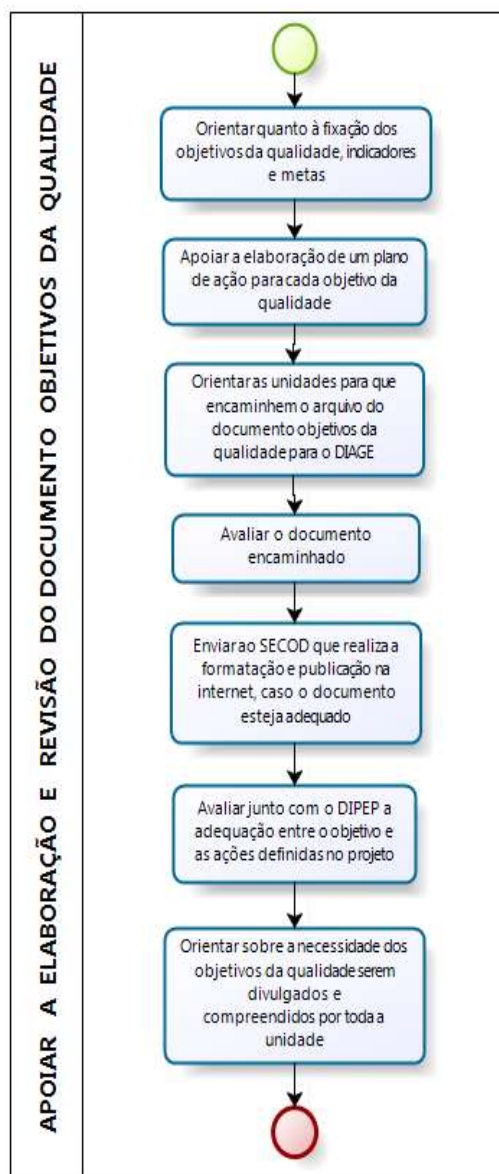 APOIAR A ELABORAÇÃO E REVISÃO DO DOCUMENTO OBJETIVOS DA QUALIDADE
Orientar quanto à fixação dos
objetivos da qualidade, indicadores
e metas
Apoiar a elaboração de um plano
de ação para cada objetivo da
qualidade
Orientar as unidades para que
encaminhem o arquivo do
documento objetivos da
qualidade para o DIAGE
Avaliar o documento
encaminhado
Enviar ao SECOD que realiza a
formatação e publicação na
internet, caso o documento
esteja adequado
Avaliar junto com o DIPEP a
adequação entre o objetivo e
as ações definidas no projeto
Orientar sobre a necessidade dos
objetivos da qualidade serem
divulgados e
compreendidos por toda a
unidade